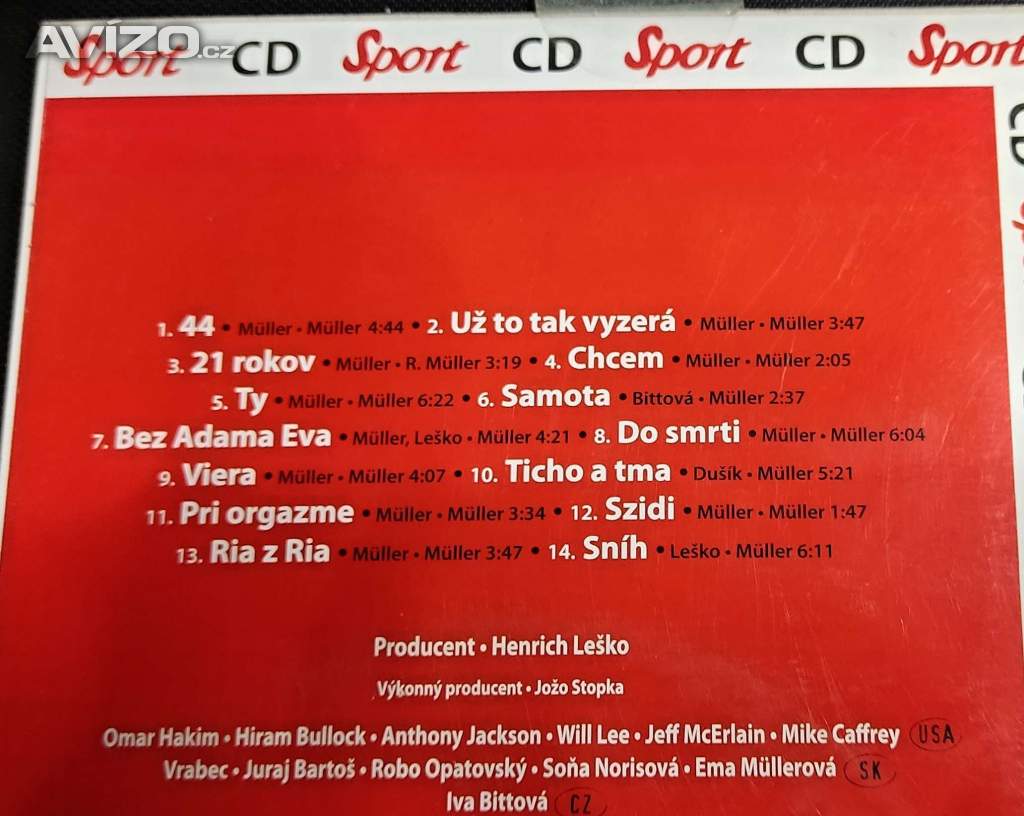 AVÍZO.cz
Sport CD Sport CD Sport CD Sport
CD
1. 44 • Müller • Müller 4:44 • 2. Už to tak vyzerá • Müller • Müller 3:47
3. 21 rokov • Müller • R. Müller 3:19 • 4. Chcem • Müller • Müller 2:05
5. Ty • Müller • Müller 6:22 • 6. Samota • Bittová • Müller 2:37
7. Bez Adama Eva • Müller, Leško • Müller 4:21 • 8. Do smrti • Müller • Müller 6:04
9. Viera • Müller • Müller 4:07 • 10. Ticho a tma • Dušík • Müller 5:21
11. Pri orgazme • Müller • Müller 3:34 • 12. Szidi • Müller • Müller 1:47
13. Ria z Ria • Müller • Müller 3:47 • 14. Sníh • Leško • Müller 6:11
Producent • Henrich Leško
Výkonný producent • Jožo Stopka
Omar Hakim • Hiram Bullock • Anthony Jackson • Will Lee • Jeff McErlain • Mike Caffrey USA
Vrabec • Juraj Bartoš • Robo Opatovský • Soňa Norisová • Ema Müllerová SK
Iva Bittová CZ